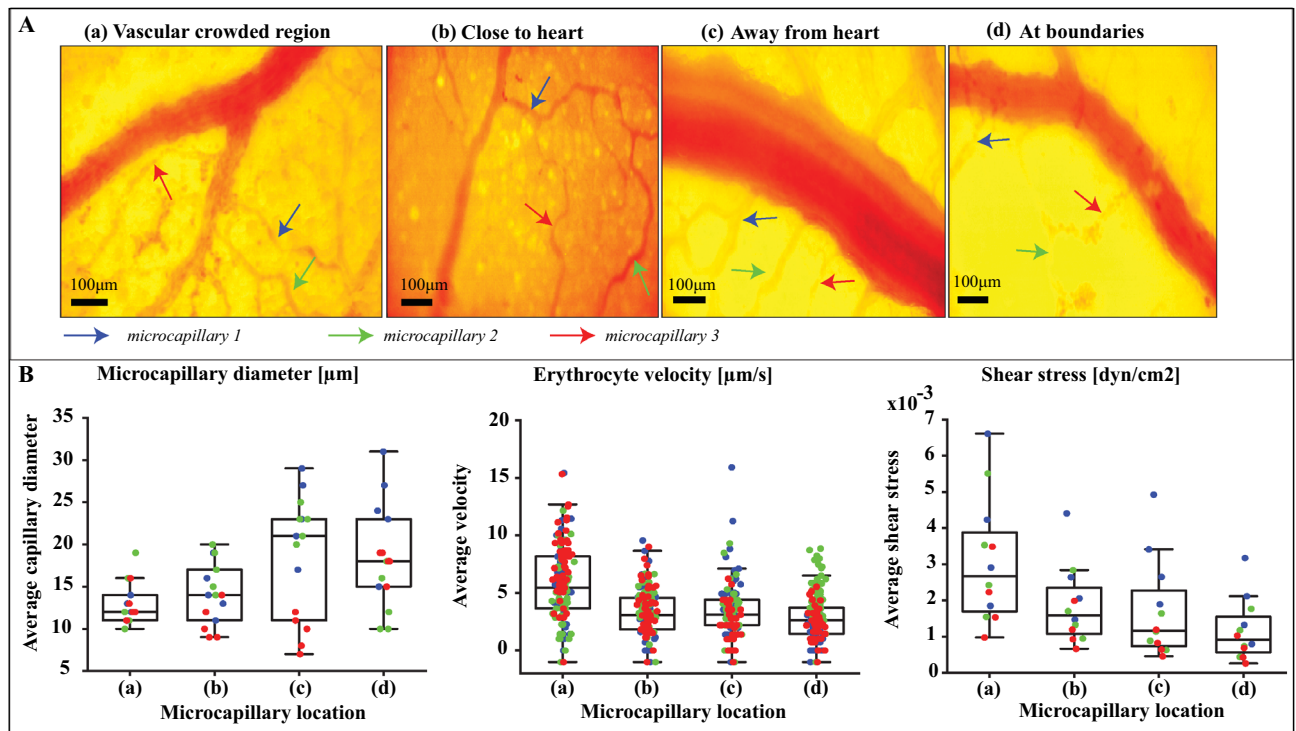 A
(a) Vascular crowded region
(b) Close to heart
(c) Away from heart
(d) At boundaries
100µm
100µm
100µm
100µm
microcapillary 1
microcapillary 2
microcapillary 3
B
Microcapillary diameter [µm]
Average capillary diameter
35
30
25
20
15
10
5
(a)
(b)
(c)
(d)
Microcapillary location
Erythrocyte velocity [µm/s]
Average velocity
20
15
10
5
0
(a)
(b)
(c)
(d)
Microcapillary location
Shear stress [dyn/cm2]
x10-3
Average shear stress
7
6
5
4
3
2
1
0
(a)
(b)
(c)
(d)
Microcapillary location